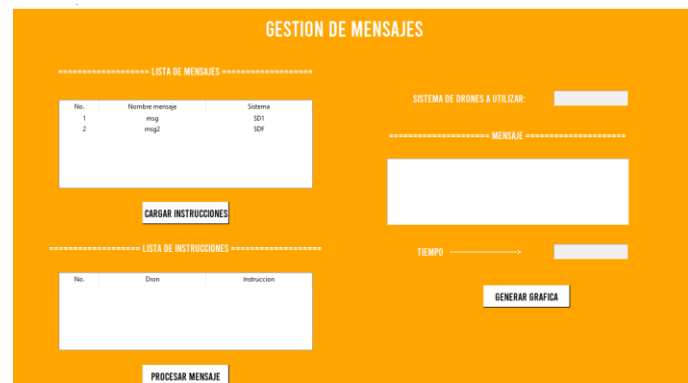 GESTION DE MENSAJES
=================== LISTA DE MENSAJES ===================
No. Nombre mensaje Sistema
1 msg SD1
2 msg2 SDF
CARGAR INSTRUCCIONES
=================== LISTA DE INSTRUCCIONES ===================
No. Dron Instruccion
PROCESAR MENSAJE
SISTEMA DE DRONES A UTILIZAR:
===================== MENSAJE =====================
TIEMPO --------------------->
GENERAR GRAFICA